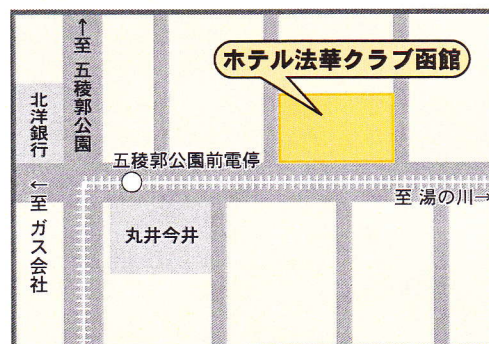 ↑至 五稜郭公園
ホテル法華クラブ函館
北洋銀行
五稜郭公園前電停
←至 ガス会社
至 湯の川→
丸井今井